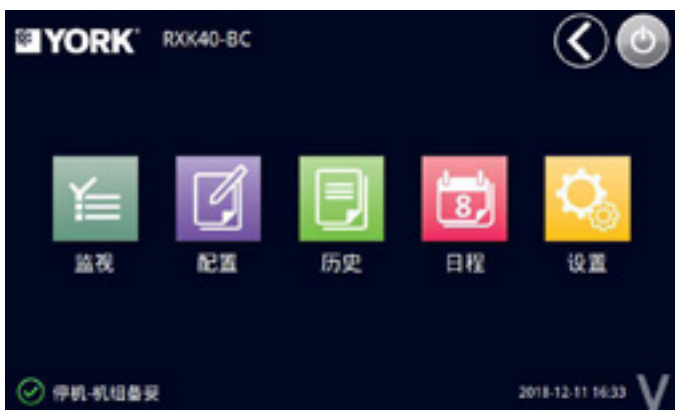 YORK RXK40-BC
8
监视 配置 历史 日程 设置
停机-机组备妥 2018-12-11 16:33